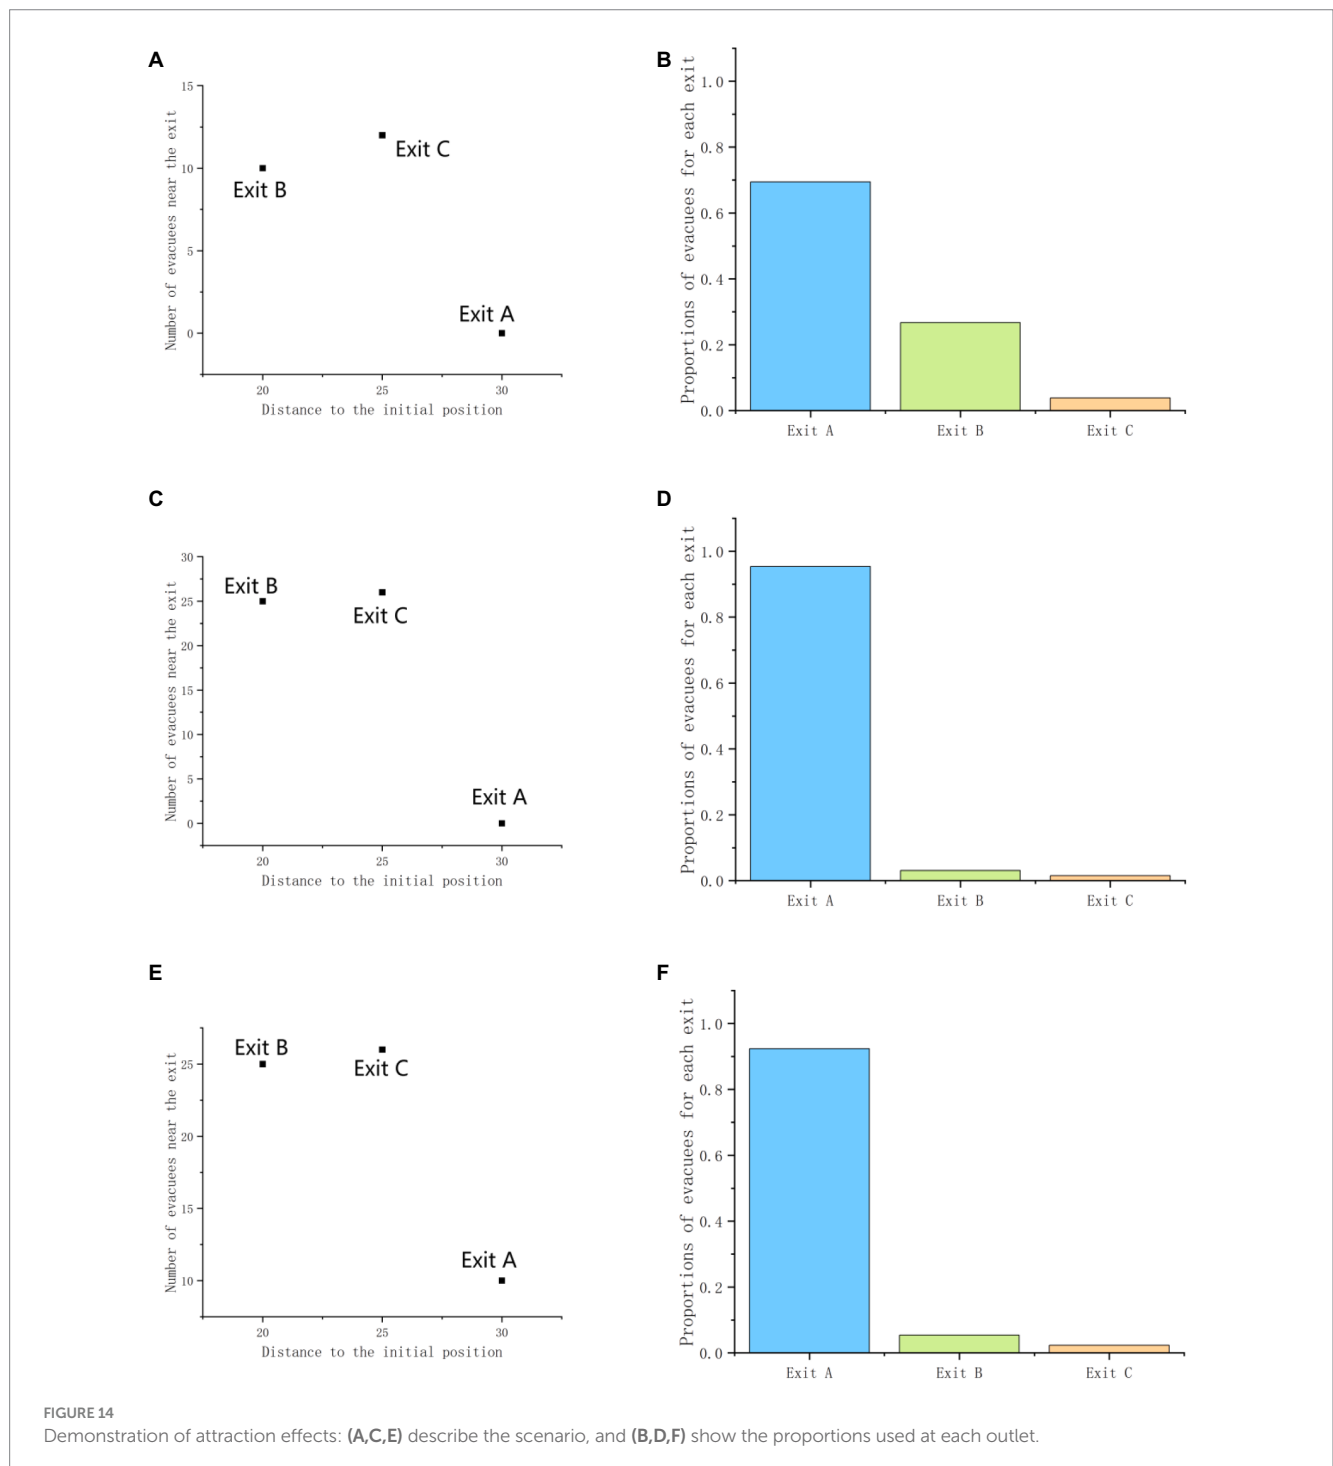 A
Number of evacuees near the exit
15
10
5
0
Exit B
Exit C
Exit A
20 25 30
Distance to the initial position
B
Proportions of evacuees for each exit
1.0
0.8
0.6
0.4
0.2
0.0
Exit A Exit B Exit C
C
Number of evacuees near the exit
30
25
20
15
10
5
0
Exit B
Exit C
Exit A
20 25 30
Distance to the initial position
D
Proportions of evacuees for each exit
1.0
0.8
0.6
0.4
0.2
0.0
Exit A Exit B Exit C
E
Number of evacuees near the exit
25
20
15
10
Exit B
Exit C
Exit A
20 25 30
Distance to the initial position
F
Proportions of evacuees for each exit
1.0
0.8
0.6
0.4
0.2
0.0
Exit A Exit B Exit C
FIGURE 14
Demonstration of attraction effects: (A,C,E) describe the scenario, and (B,D,F) show the proportions used at each outlet.